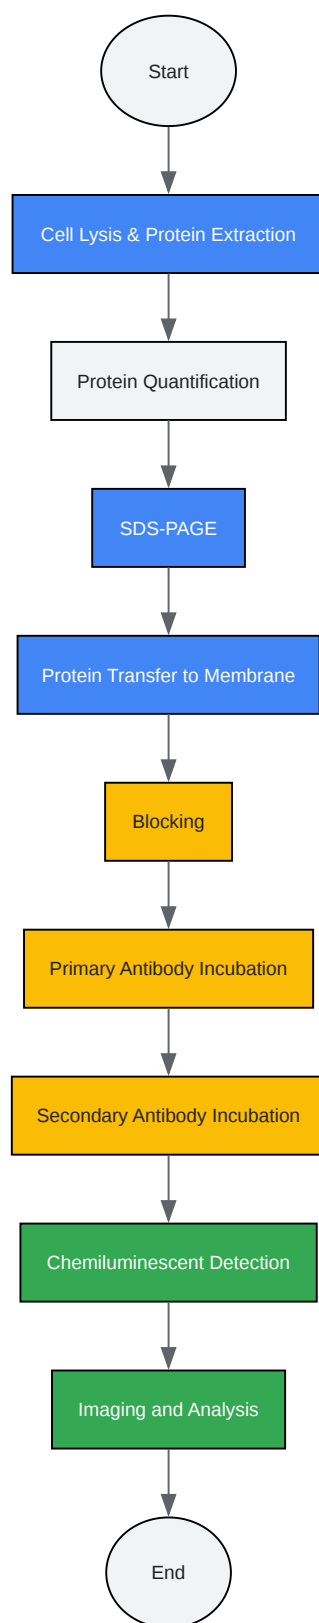 Start
Cell Lysis & Protein Extraction
Protein Quantification
SDS-PAGE
Protein Transfer to Membrane
Blocking
Primary Antibody Incubation
Secondary Antibody Incubation
Chemiluminescent Detection
Imaging and Analysis
End